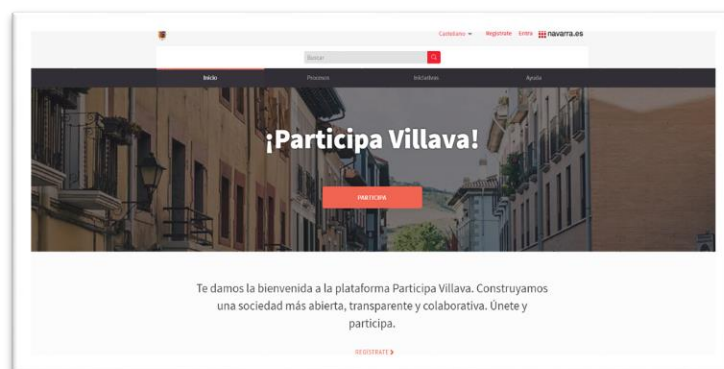 Castellano Regístrate Entra navarra.es
Buscar
Inicio Procesos Iniciativas Ayuda
¡Participa Villava!
PARTICIPA
Te damos la bienvenida a la plataforma Participa Villava. Construyamos
una sociedad más abierta, transparente y colaborativa. Únete y
participa.
REGÍSTRATE